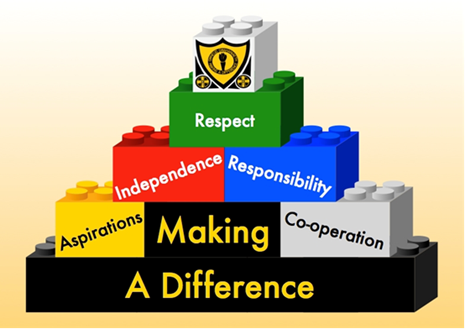 Respect
Independence Responsibility
Aspirations Making Co-operation
A Difference